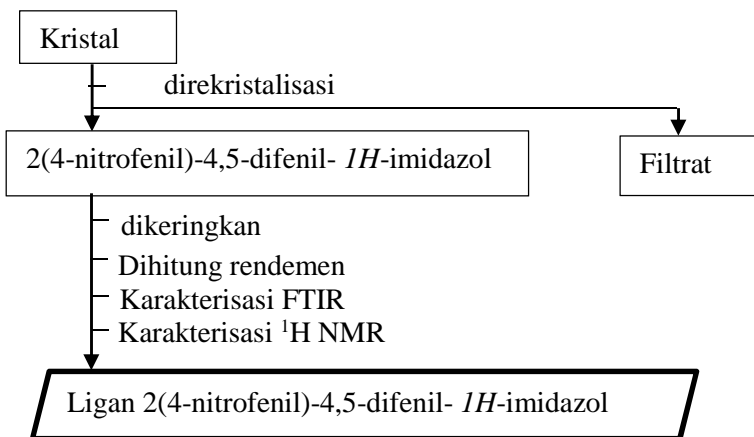 Kristal
direkristalisasi
2(4-nitrofenil)-4,5-difenil- 1H-imidazol
Filtrat
dikeringkan
Dihitung rendemen
Karakterisasi FTIR
Karakterisasi ¹H NMR
Ligan 2(4-nitrofenil)-4,5-difenil- 1H-imidazol